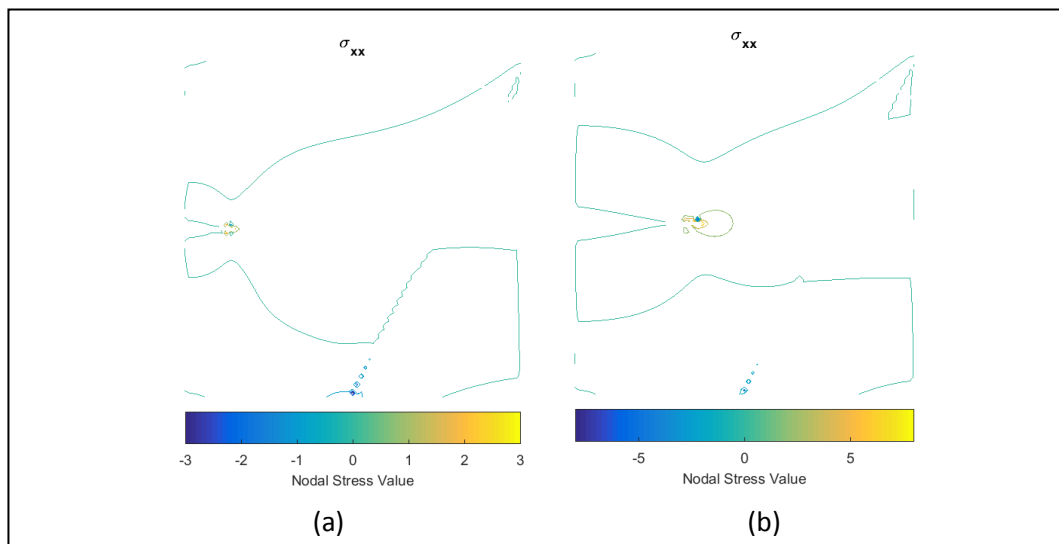 σxx
σxx
-3 -2 -1 0 1 2 3
Nodal Stress Value
-5 0 5
Nodal Stress Value
(a)
(b)